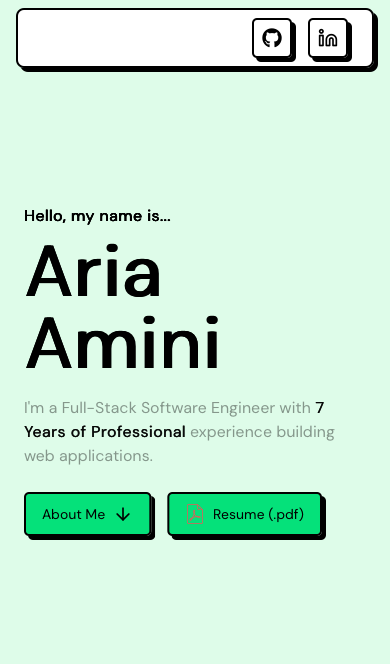 in
Hello, my name is...
Aria
Amini
I'm a Full-Stack Software Engineer with 7
Years of Professional experience building
web applications.
About Me
Resume (.pdf)